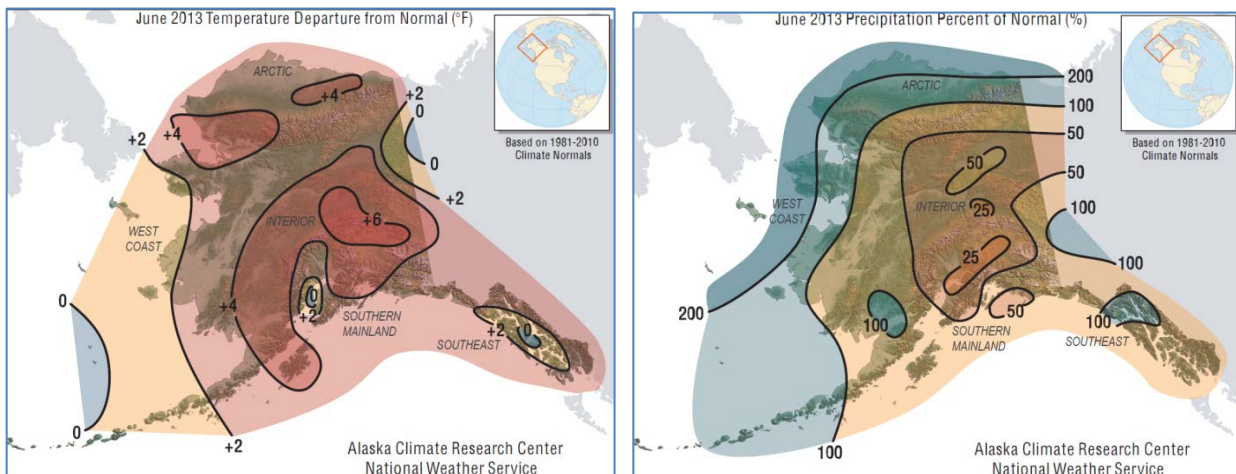 June 2013 Temperature Departure from Normal (°F)
ARCTIC
+4
+4
+2
+2
0
0
+2
Based on 1981-2010
Climate Normals
WEST
COAST
INTERIOR
+6
0
+4
0
+2
SOUTHERN
MAINLAND
+2
0
SOUTHEAST
0
+2
Alaska Climate Research Center
National Weather Service
June 2013 Precipitation Percent of Normal (%)
200
ARCTIC
100
50
Based on 1981-2010
Climate Normals
50
50
WEST
COAST
INTERIOR
25
100
25
100
200
100
50
SOUTHERN
MAINLAND
100
SOUTHEAST
100
Alaska Climate Research Center
National Weather Service